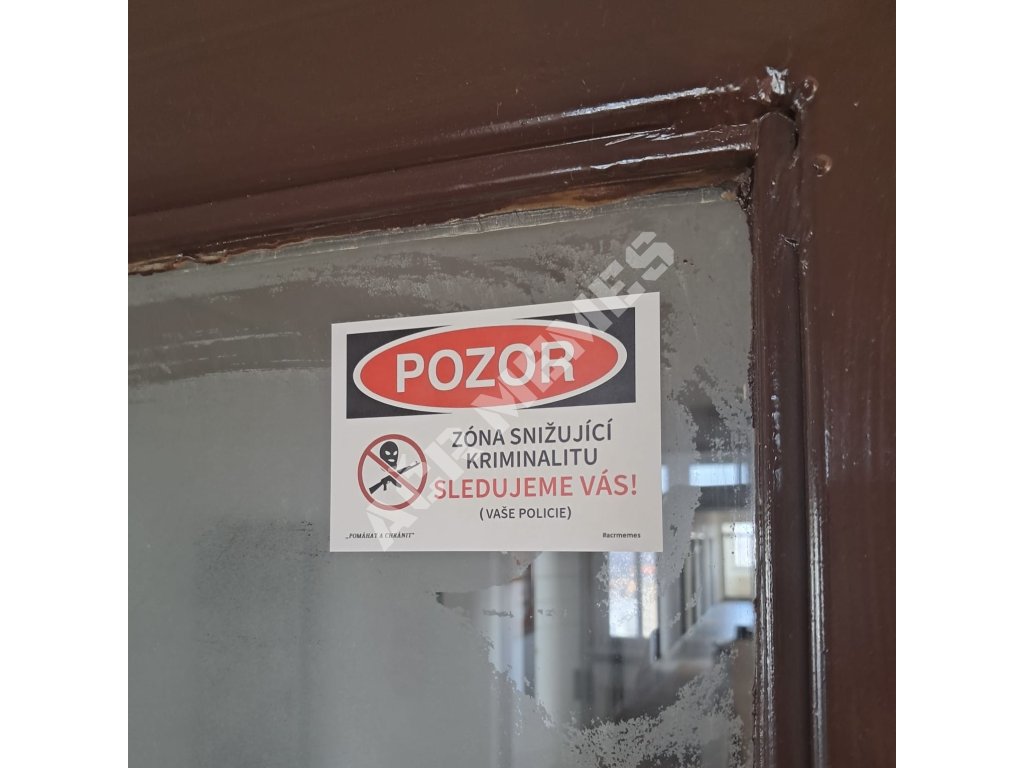 POZOR
ZÓNA SNIŽUJÍCÍ
KRIMINALITU
SLEDUJEME VÁS!
(VAŠE POLICIE)
„POMÁHAT A CHRÁNIT"
#acrmemes
ACR MEMES